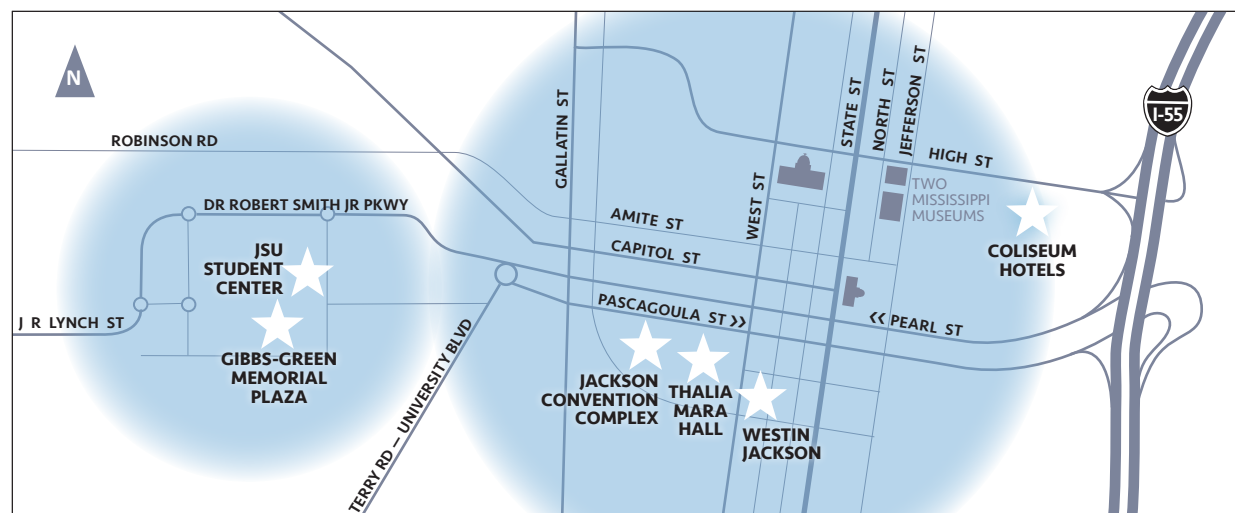 N
I-55
ROBINSON RD
DR ROBERT SMITH JR PKWY
J R LYNCH ST
JSU
STUDENT
CENTER
GIBBS-GREEN
MEMORIAL
PLAZA
TERRY RD — UNIVERSITY BLVD
GALLATIN ST
AMITE ST
CAPITOL ST
PASCAGOULA ST >>
<< PEARL ST
WEST ST
STATE ST
NORTH ST
JEFFERSON ST
HIGH ST
TWO
MISSISSIPPI
MUSEUMS
COLISEUM
HOTELS
JACKSON
CONVENTION
COMPLEX
THALIA
MARA
HALL
WESTIN
JACKSON